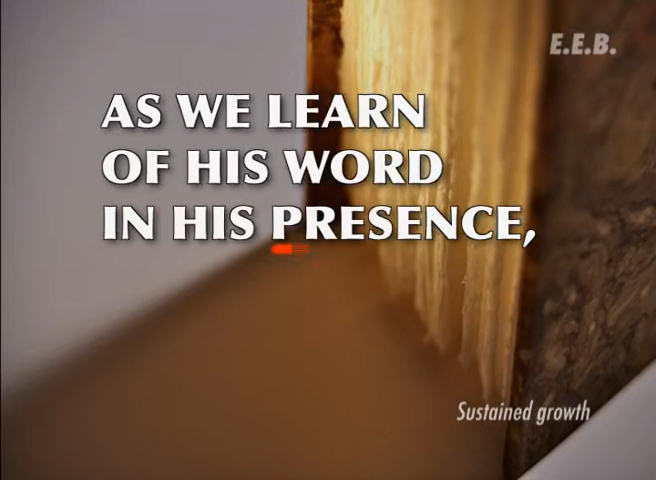 E.E.B.
AS WE LEARN
OF HIS WORD
IN HIS PRESENCE,
Sustained growth